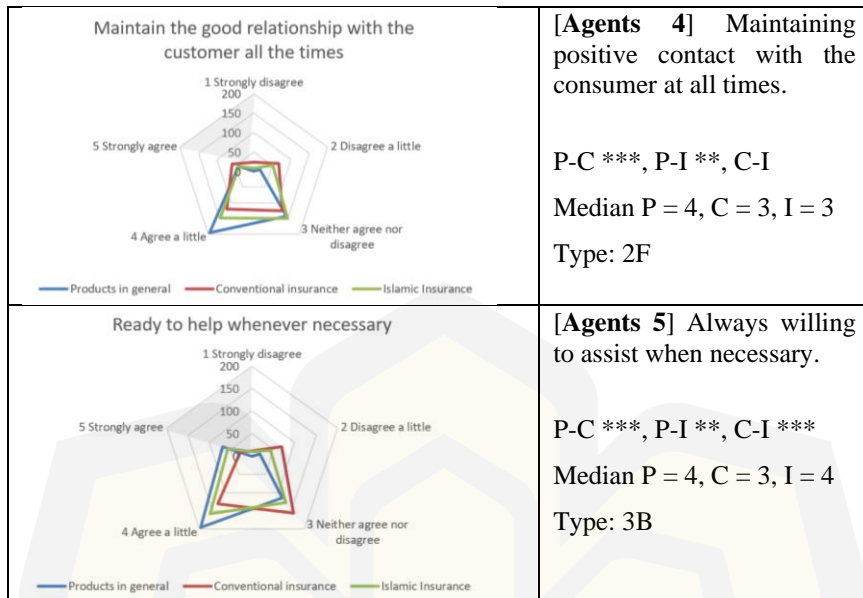 Maintain the good relationship with the
customer all the times
1 Strongly disagree
200
150
100
50
0
5 Strongly agree
2 Disagree a little
4 Agree a little
3 Neither agree nor
disagree
Products in general
Conventional insurance
Islamic Insurance
[Agents 4] Maintaining
positive contact with the
consumer at all times.
P-C ***, P-I **, C-I
Median P = 4, C = 3, I = 3
Type: 2F
Ready to help whenever necessary
1 Strongly disagree
200
150
100
50
0
5 Strongly agree
2 Disagree a little
4 Agree a little
3 Neither agree nor
disagree
Products in general
Conventional insurance
Islamic Insurance
[Agents 5] Always willing
to assist when necessary.
P-C ***, P-I **, C-I ***
Median P = 4, C = 3, I = 4
Type: 3B